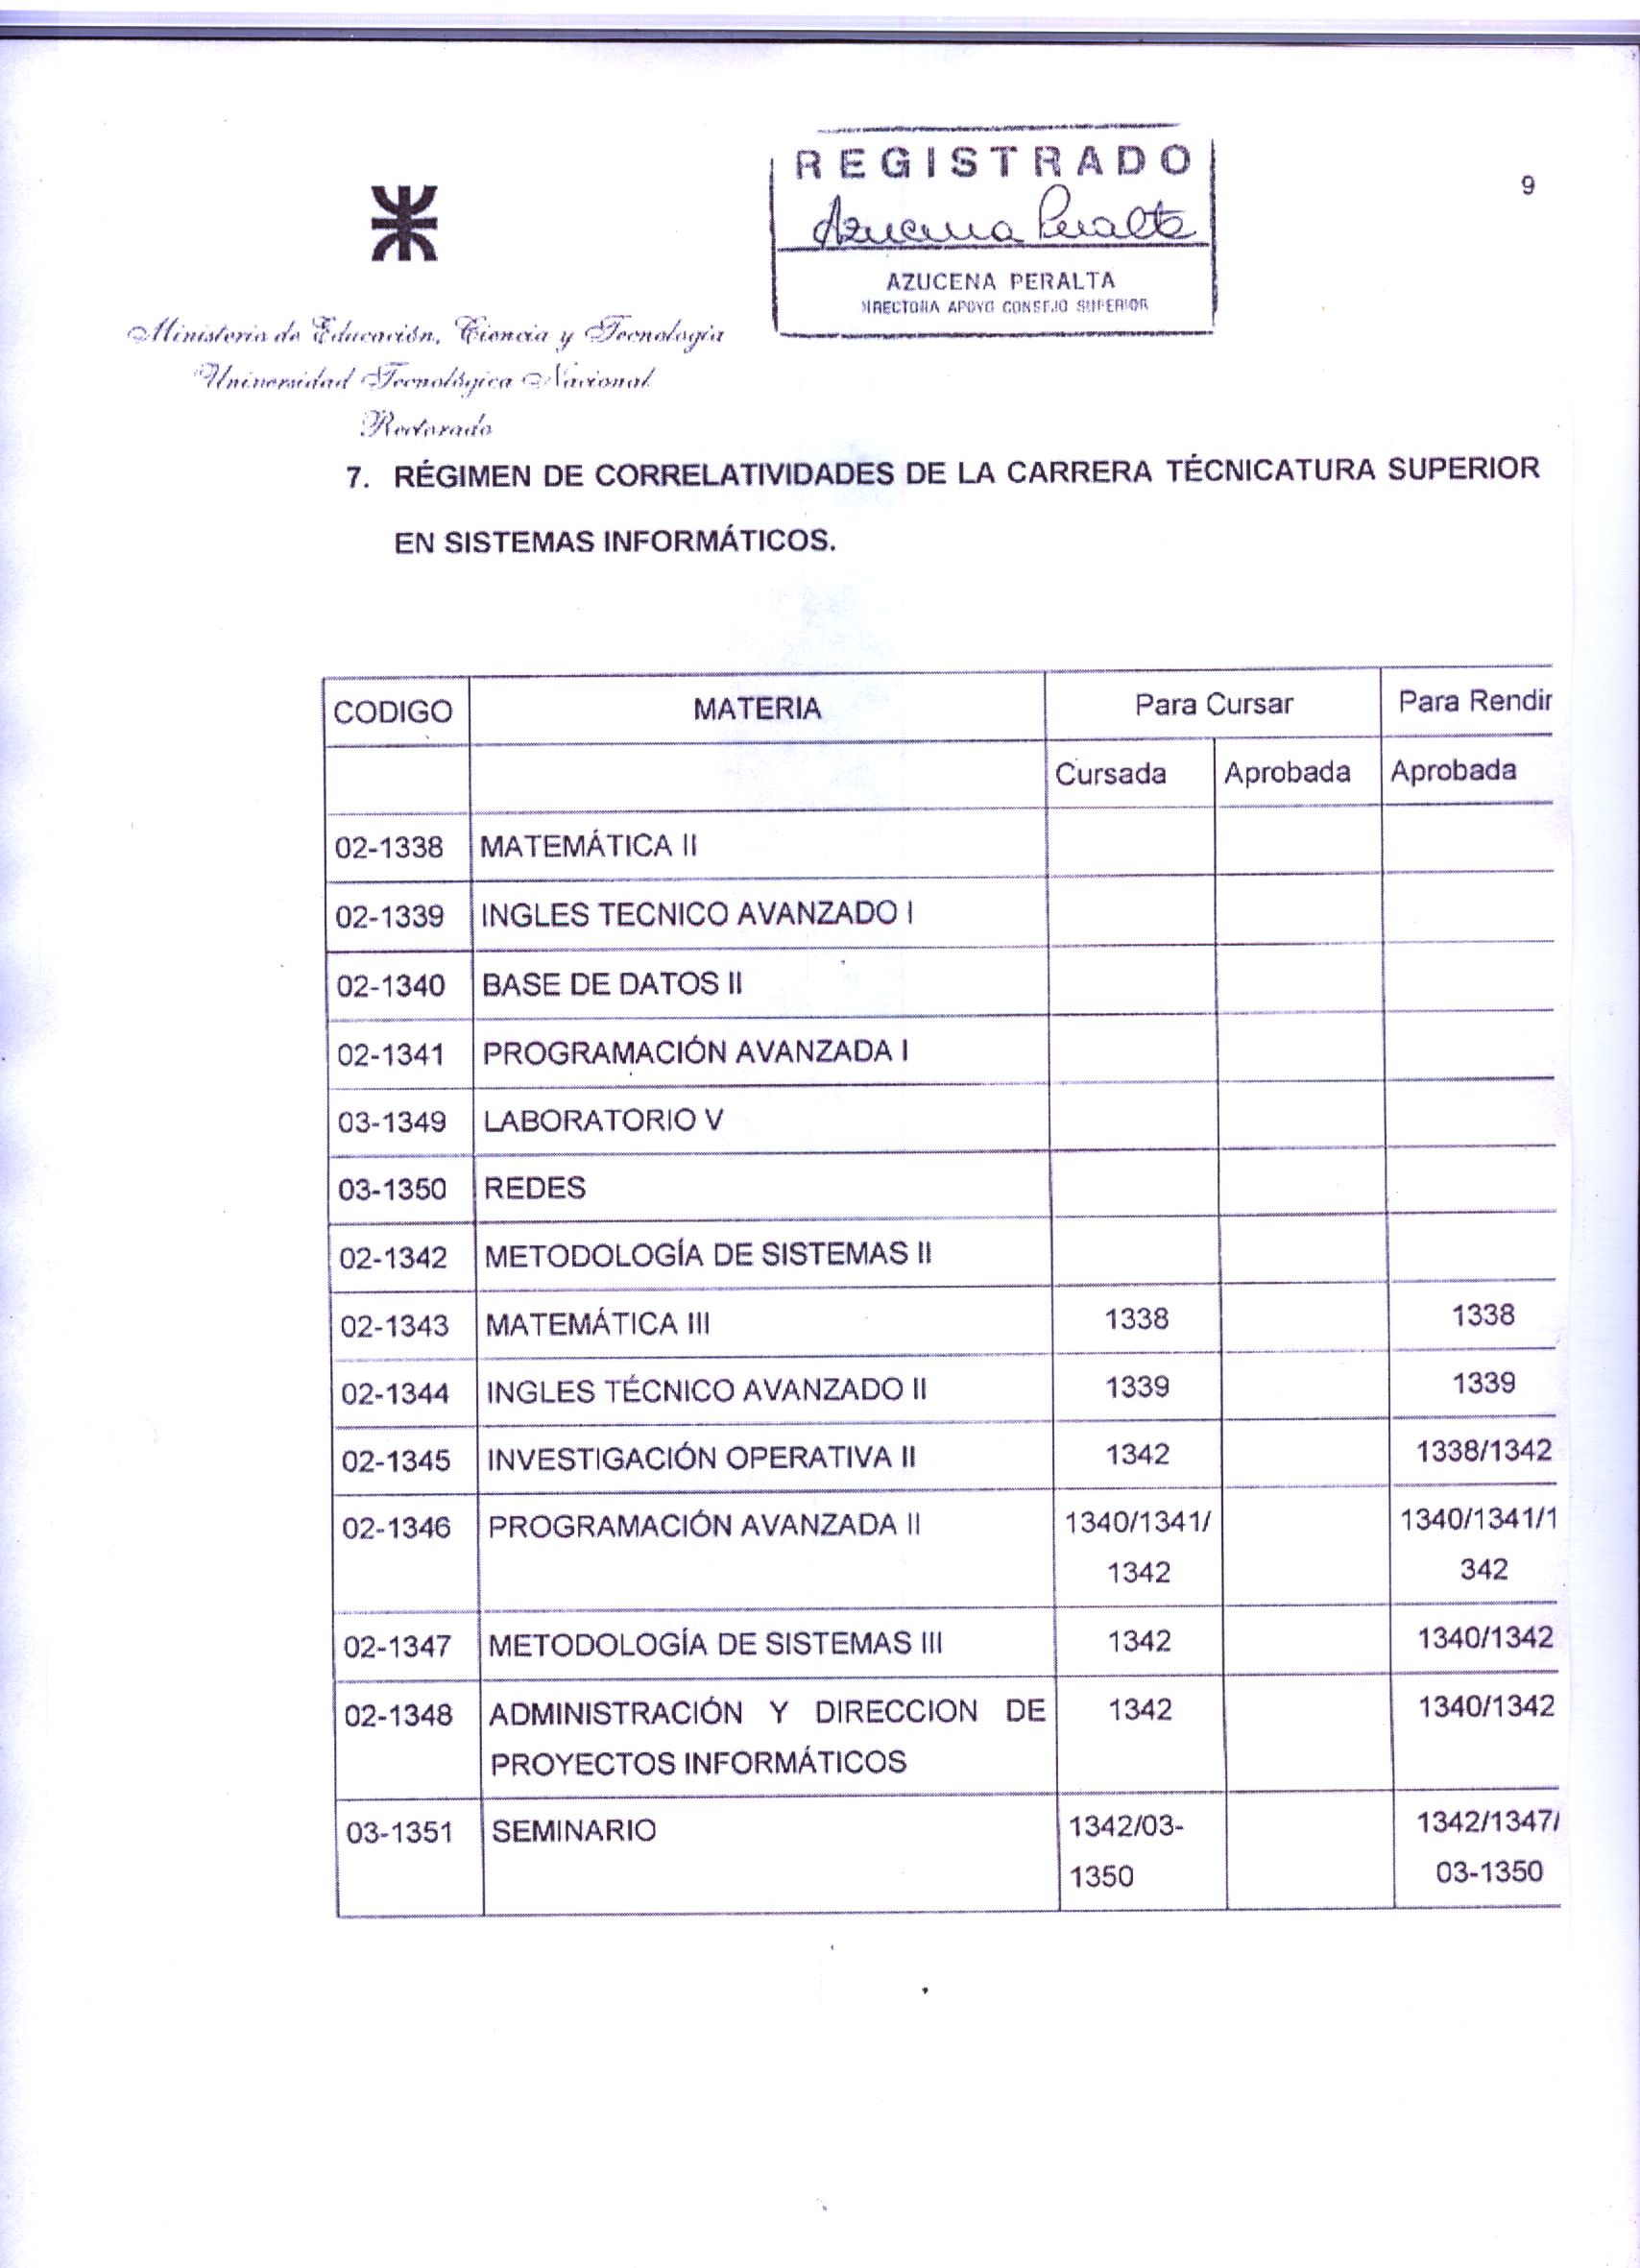 REGISTRADO
9
Azucena Peralta
AZUCENA PERALTA
DIRECTORA APOYO CONSEJO SUPERIOR
Ministerio de Educación, Ciencia y Tecnología
Universidad Tecnológica Nacional
Rectorado
7. RÉGIMEN DE CORRELATIVIDADES DE LA CARRERA TÉCNICATURA SUPERIOR
EN SISTEMAS INFORMÁTICOS.
CODIGO MATERIA Para Cursar Para Rendir
Cursada Aprobada Aprobada
02-1338 MATEMÁTICA II
02-1339 INGLES TECNICO AVANZADO I
02-1340 BASE DE DATOS II
02-1341 PROGRAMACIÓN AVANZADA I
03-1349 LABORATORIO V
03-1350 REDES
02-1342 METODOLOGÍA DE SISTEMAS II
02-1343 MATEMÁTICA III 1338 1338
02-1344 INGLES TÉCNICO AVANZADO II 1339 1339
02-1345 INVESTIGACIÓN OPERATIVA II 1342 1338/1342
02-1346 PROGRAMACIÓN AVANZADA II 1340/1341/ 1340/1341/1
1342 342
02-1347 METODOLOGÍA DE SISTEMAS III 1342 1340/1342
02-1348 ADMINISTRACIÓN Y DIRECCION DE 1342 1340/1342
PROYECTOS INFORMÁTICOS
03-1351 SEMINARIO 1342/03- 1342/1347/
1350 03-1350